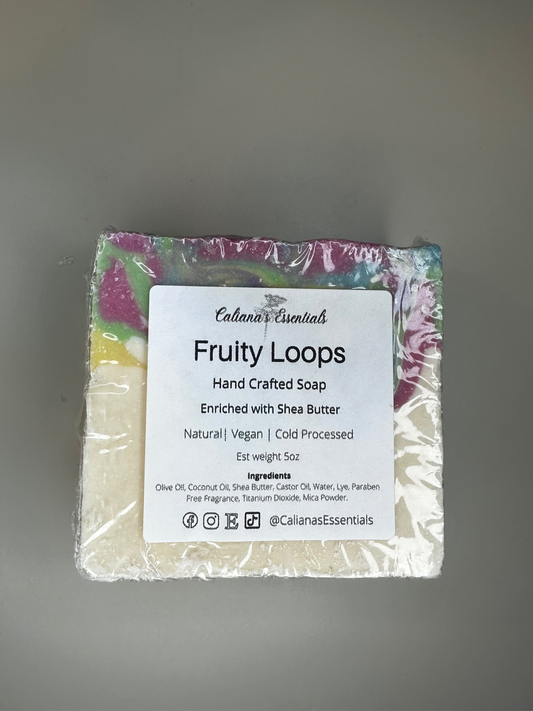 Caliana's Essentials
Fruity Loops
Hand Crafted Soap
Enriched with Shea Butter
Natural| Vegan | Cold Processed
Est weight 5oz
Ingredients
Olive Oil, Coconut Oil, Shea Butter, Castor Oil, Water, Lye, Paraben
Free Fragrance, Titanium Dioxide, Mica Powder.
@CalianasEssentials